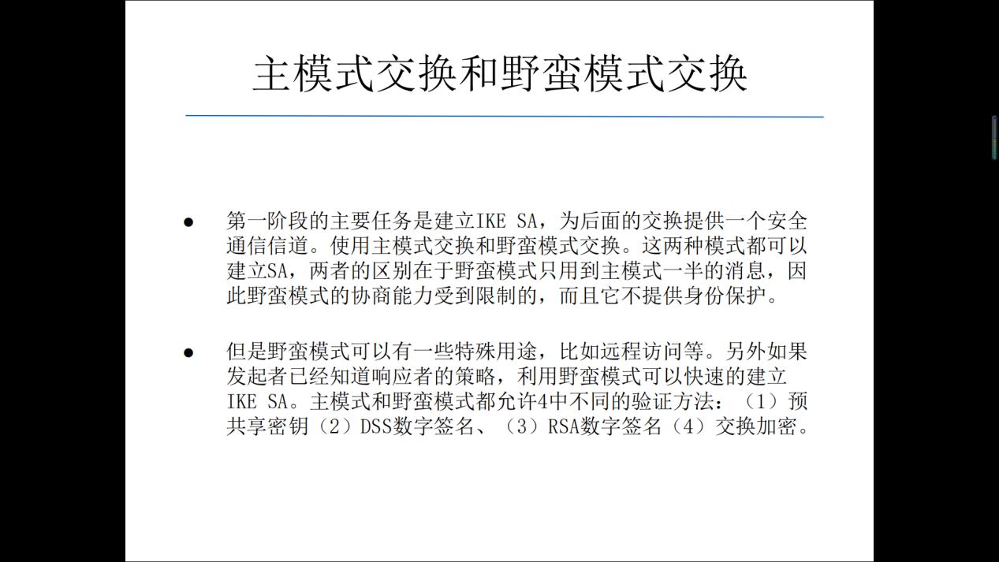 主模式交换和野蛮模式交换
● 第一阶段的主要任务是建立IKE SA，为后面的交换提供一个安全
通信信道。使用主模式交换和野蛮模式交换。这两种模式都可以
建立SA，两者的区别在于野蛮模式只用到主模式一半的消息，因
此野蛮模式的协商能力受到限制的，而且它不提供身份保护。
● 但是野蛮模式可以有一些特殊用途，比如远程访问等。另外如果
发起者已经知道响应者的策略，利用野蛮模式可以快速的建立
IKE SA。主模式和野蛮模式都允许4中不同的验证方法：（1）预
共享密钥（2）DSS数字签名、（3）RSA数字签名（4）交换加密。